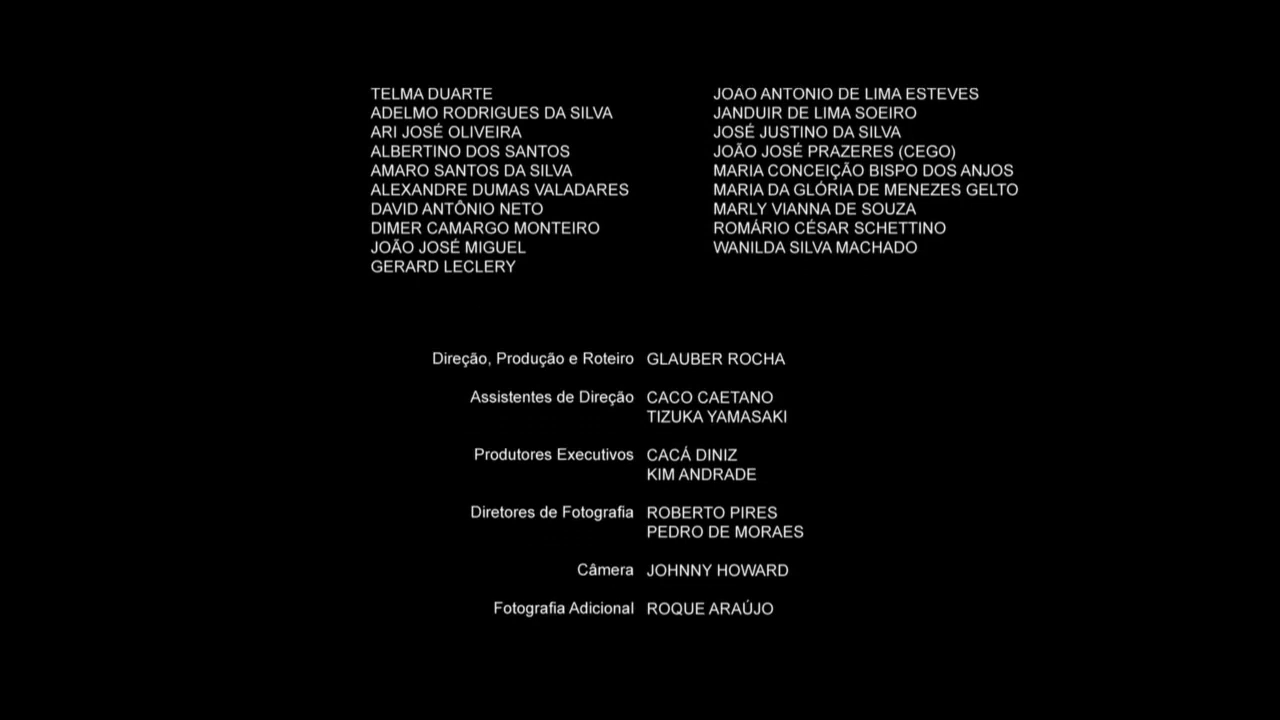 TELMA DUARTE
ADELMO RODRIGUES DA SILVA
ARI JOSÉ OLIVEIRA
ALBERTINO DOS SANTOS
AMARO SANTOS DA SILVA
ALEXANDRE DUMAS VALADARES
DAVID ANTÔNIO NETO
DIMER CAMARGO MONTEIRO
JOÃO JOSÉ MIGUEL
GERARD LECLERY
JOAO ANTONIO DE LIMA ESTEVES
JANDUIR DE LIMA SOEIRO
JOSÉ JUSTINO DA SILVA
JOÃO JOSÉ PRAZERES (CEGO)
MARIA CONCEIÇÃO BISPO DOS ANJOS
MARIA DA GLÓRIA DE MENEZES GELTO
MARLY VIANNA DE SOUZA
ROMÁRIO CÉSAR SCHETTINO
WANILDA SILVA MACHADO
Direção, Produção e Roteiro GLAUBER ROCHA
Assistentes de Direção CACO CAETANO
TIZUKA YAMASAKI
Produtores Executivos CACÁ DINIZ
KIM ANDRADE
Diretores de Fotografia ROBERTO PIRES
PEDRO DE MORAES
Câmera JOHNNY HOWARD
Fotografia Adicional ROQUE ARAÚJO